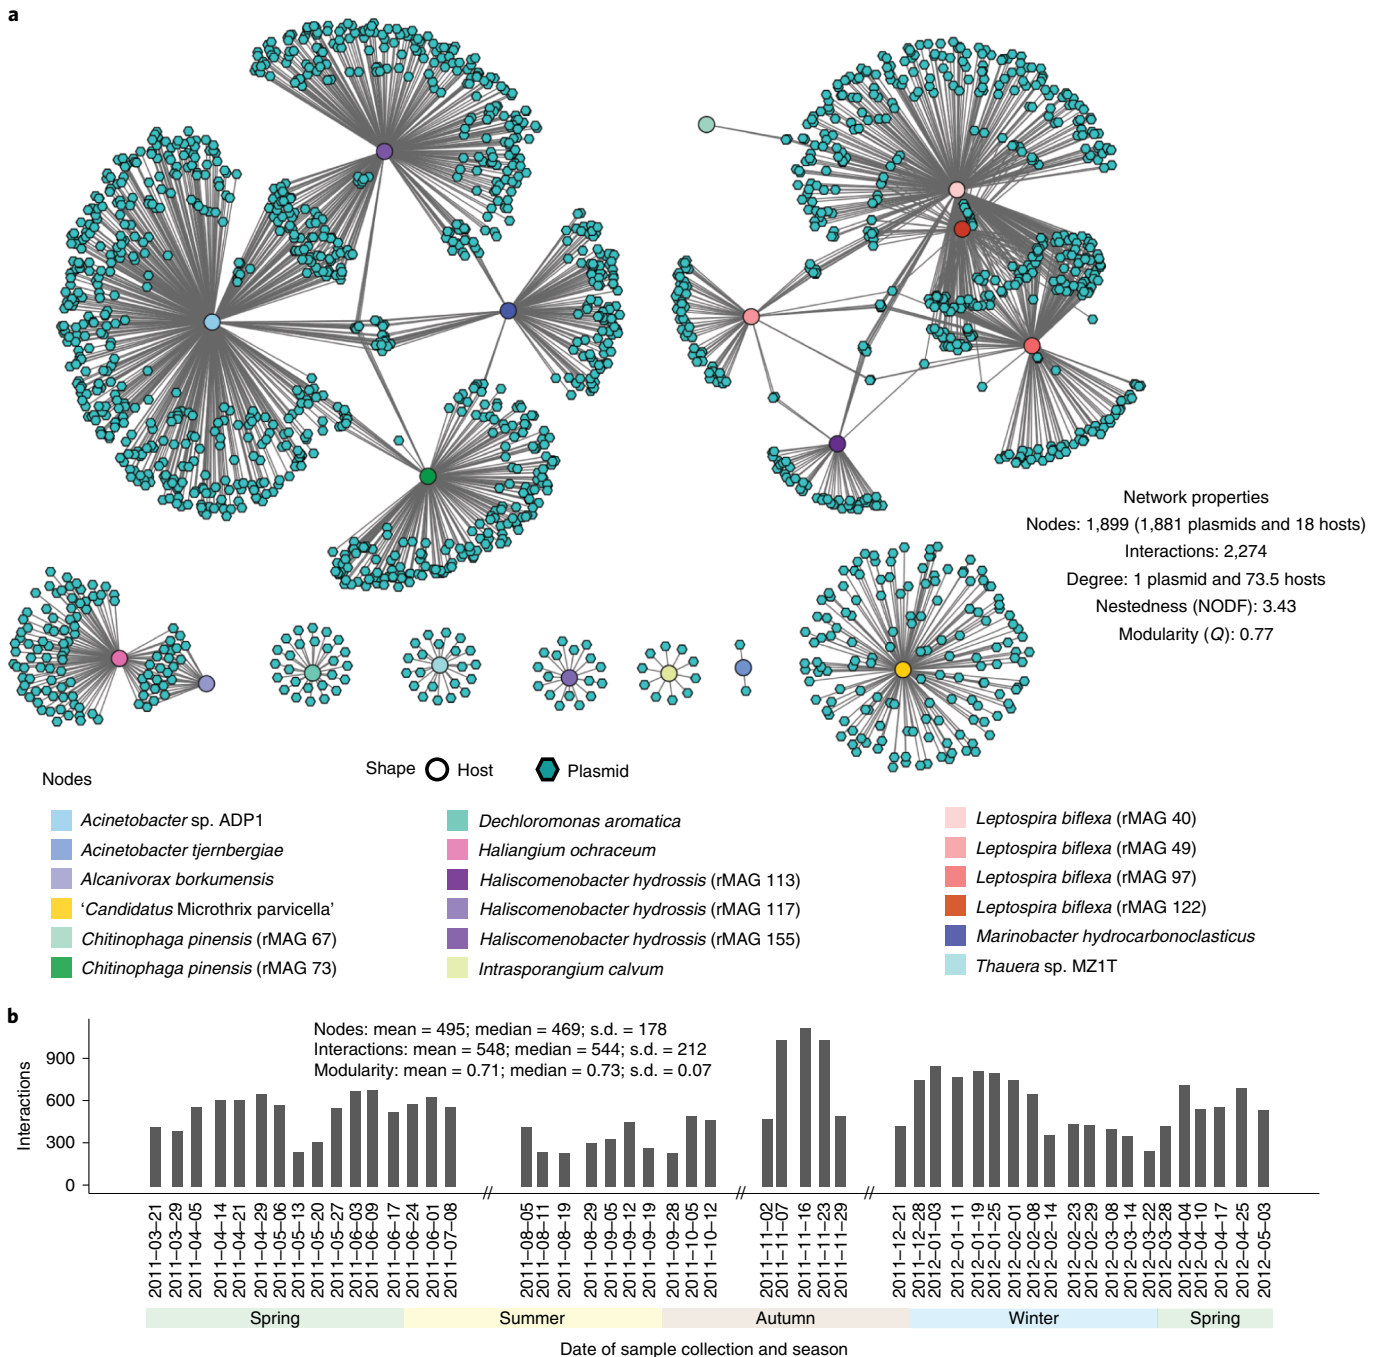 a
Network properties
Nodes: 1,899 (1,881 plasmids and 18 hosts)
Interactions: 2,274
Degree: 1 plasmid and 73.5 hosts
Nestedness (NODF): 3.43
Modularity (Q): 0.77
Shape Host Plasmid
Nodes
Acinetobacter sp. ADP1
Acinetobacter tjernbergiae
Alcanivorax borkumensis
‘Candidatus Microthrix parvicella’
Chitinophaga pinensis (rMAG 67)
Chitinophaga pinensis (rMAG 73)
Dechloromonas aromatica
Haliangium ochraceum
Haliscomenobacter hydrossis (rMAG 113)
Haliscomenobacter hydrossis (rMAG 117)
Haliscomenobacter hydrossis (rMAG 155)
Intrasporangium calvum
Leptospira biflexa (rMAG 40)
Leptospira biflexa (rMAG 49)
Leptospira biflexa (rMAG 97)
Leptospira biflexa (rMAG 122)
Marinobacter hydrocarbonoclasticus
Thauera sp. MZ1T
b
Nodes: mean = 495; median = 469; s.d. = 178
Interactions: mean = 548; median = 544; s.d. = 212
Modularity: mean = 0.71; median = 0.73; s.d. = 0.07
Interactions
900
600
300
0
2011–03–21
2011–03–29
2011–04–05
2011–04–14
2011–04–21
2011–04–29
2011–05–06
2011–05–13
2011–05–20
2011–05–27
2011–06–03
2011–06–09
2011–06–17
2011–06–24
2011–06–01
2011–07–08
2011–08–05
2011–08–11
2011–08–19
2011–08–29
2011–09–05
2011–09–12
2011–09–19
2011–09–28
2011–10–05
2011–10–12
2011–11–02
2011–11–07
2011–11–16
2011–11–23
2011–11–29
2011–12–21
2011–12–28
2012–01–03
2012–01–11
2012–01–19
2012–01–25
2012–02–01
2012–02–08
2012–02–14
2012–02–23
2012–02–29
2012–03–08
2012–03–14
2012–03–22
2012–03–28
2012–04–04
2012–04–10
2012–04–17
2012–04–25
2012–05–03
Spring
Summer
Autumn
Winter
Spring
Date of sample collection and season